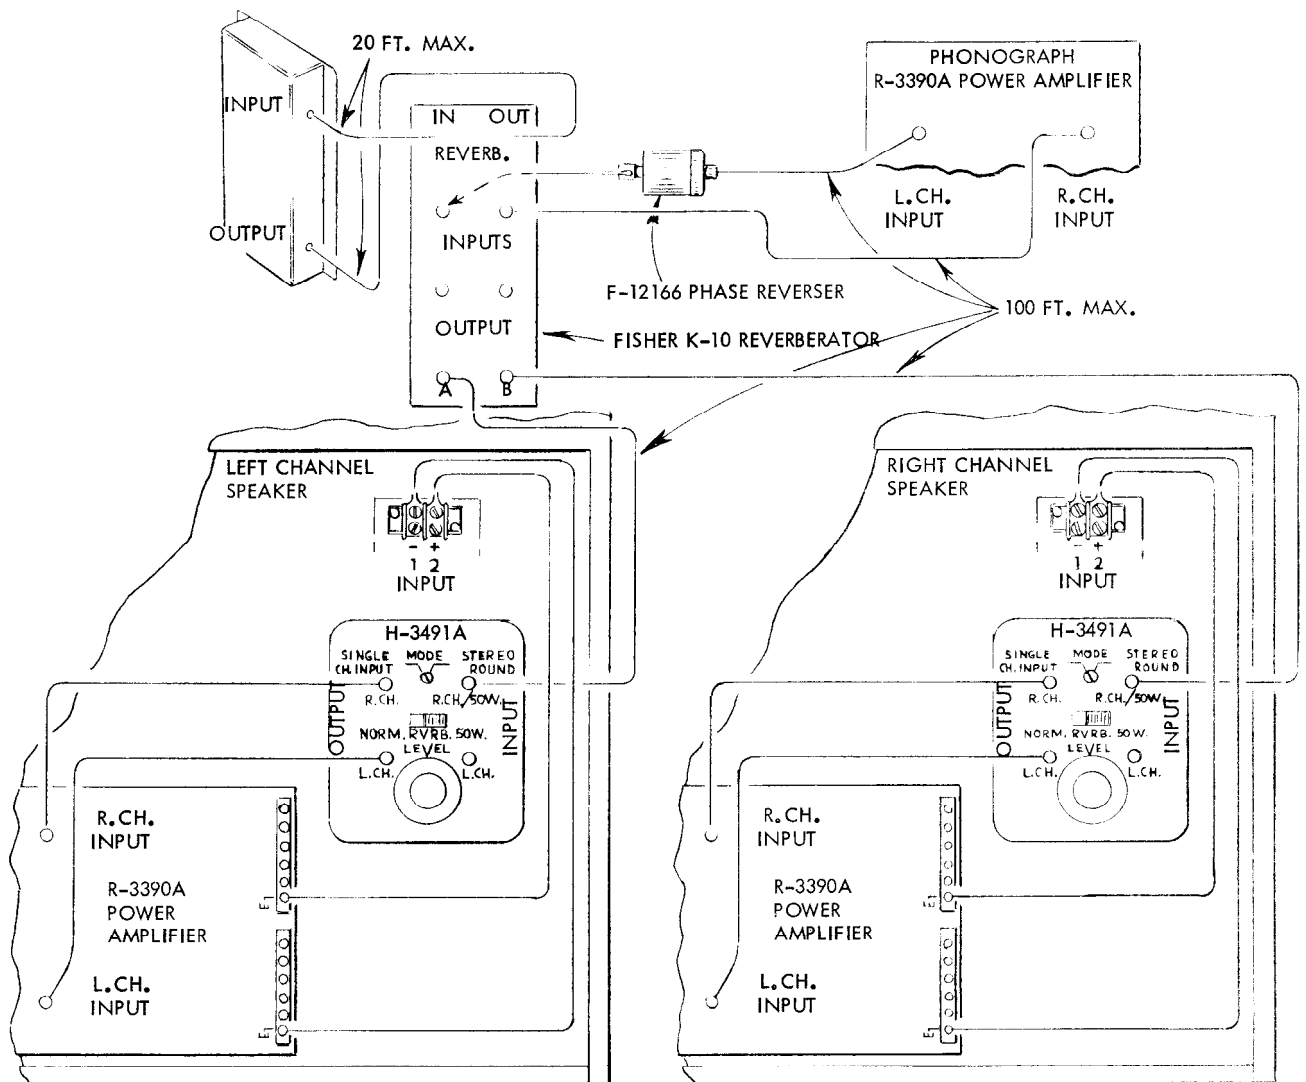 20 FT. MAX.
INPUT
OUTPUT
IN OUT
REVERB.
INPUTS
OUTPUT
A B
PHONOGRAPH
R-3390A POWER AMPLIFIER
L.CH.
INPUT
R.CH.
INPUT
F-12166 PHASE REVERSER
FISHER K-10 REVERBERATOR
100 FT. MAX.
LEFT CHANNEL
SPEAKER
- +
1 2
INPUT
H-3491A
SINGLE MODE STEREO
CH.INPUT ROUND
R.CH. R.CH./50W.
OUTPUT
INPUT
NORM. RVRB. 50W.
LEVEL
L.CH. L.CH.
R.CH.
INPUT
R-3390A
POWER
AMPLIFIER
L.CH.
INPUT
E1
E1
RIGHT CHANNEL
SPEAKER
- +
1 2
INPUT
H-3491A
SINGLE MODE STEREO
CH.INPUT ROUND
R.CH. R.CH./50W.
OUTPUT
INPUT
NORM. RVRB. 50W.
LEVEL
L.CH. L.CH.
R.CH.
INPUT
R-3390A
POWER
AMPLIFIER
L.CH.
INPUT
E1
E1